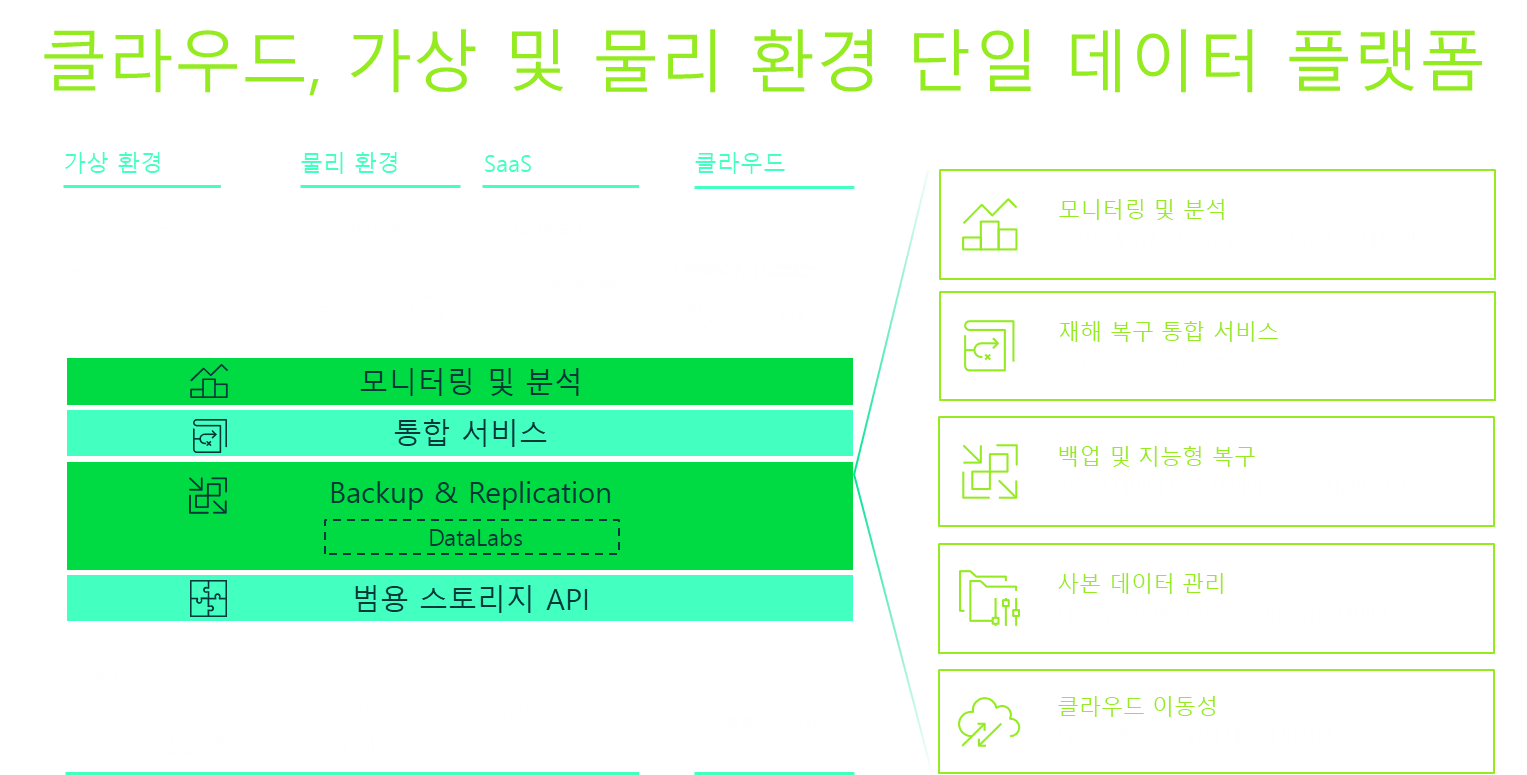 클라우드, 가상 및 물리 환경 단일 데이터 플랫폼
가상 환경
물리 환경
SaaS
클라우드
모니터링 및 분석
통합 서비스
Backup & Replication
DataLabs
범용 스토리지 API
모니터링 및 분석
재해 복구 통합 서비스
백업 및 지능형 복구
사본 데이터 관리
클라우드 이동성